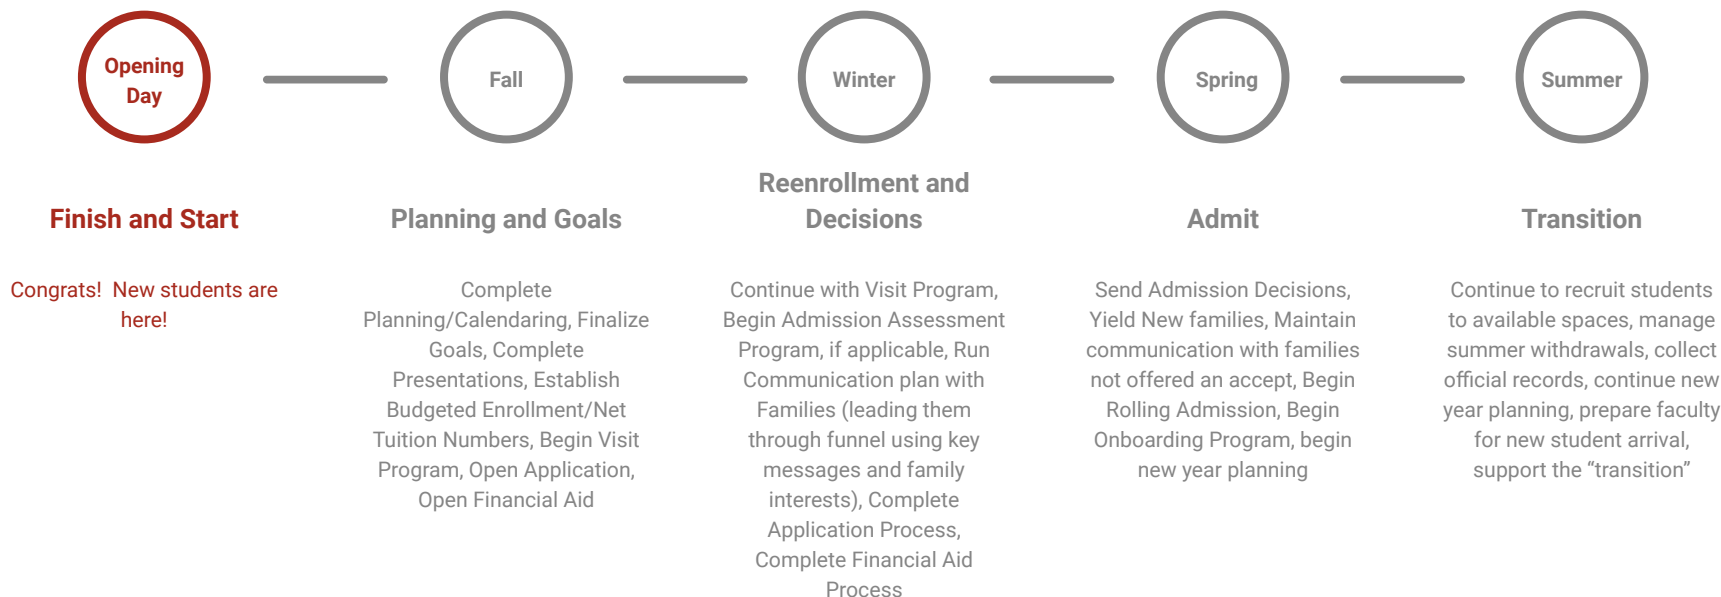 Opening
Day
Fall
Winter
Spring
Summer
Finish and Start
Congrats!  New students are
here!
Planning and Goals
Complete
Planning/Calendaring, Finalize
Goals, Complete
Presentations, Establish
Budgeted Enrollment/Net
Tuition Numbers, Begin Visit
Program, Open Application,
Open Financial Aid
Reenrollment and
Decisions
Continue with Visit Program,
Begin Admission Assessment
Program, if applicable, Run
Communication plan with
Families (leading them
through funnel using key
messages and family
interests), Complete
Application Process,
Complete Financial Aid
Process
Admit
Send Admission Decisions,
Yield New families, Maintain
communication with families
not offered an accept, Begin
Rolling Admission, Begin
Onboarding Program, begin
new year planning
Transition
Continue to recruit students
to available spaces, manage
summer withdrawals, collect
official records, continue new
year planning, prepare faculty
for new student arrival,
support the “transition”